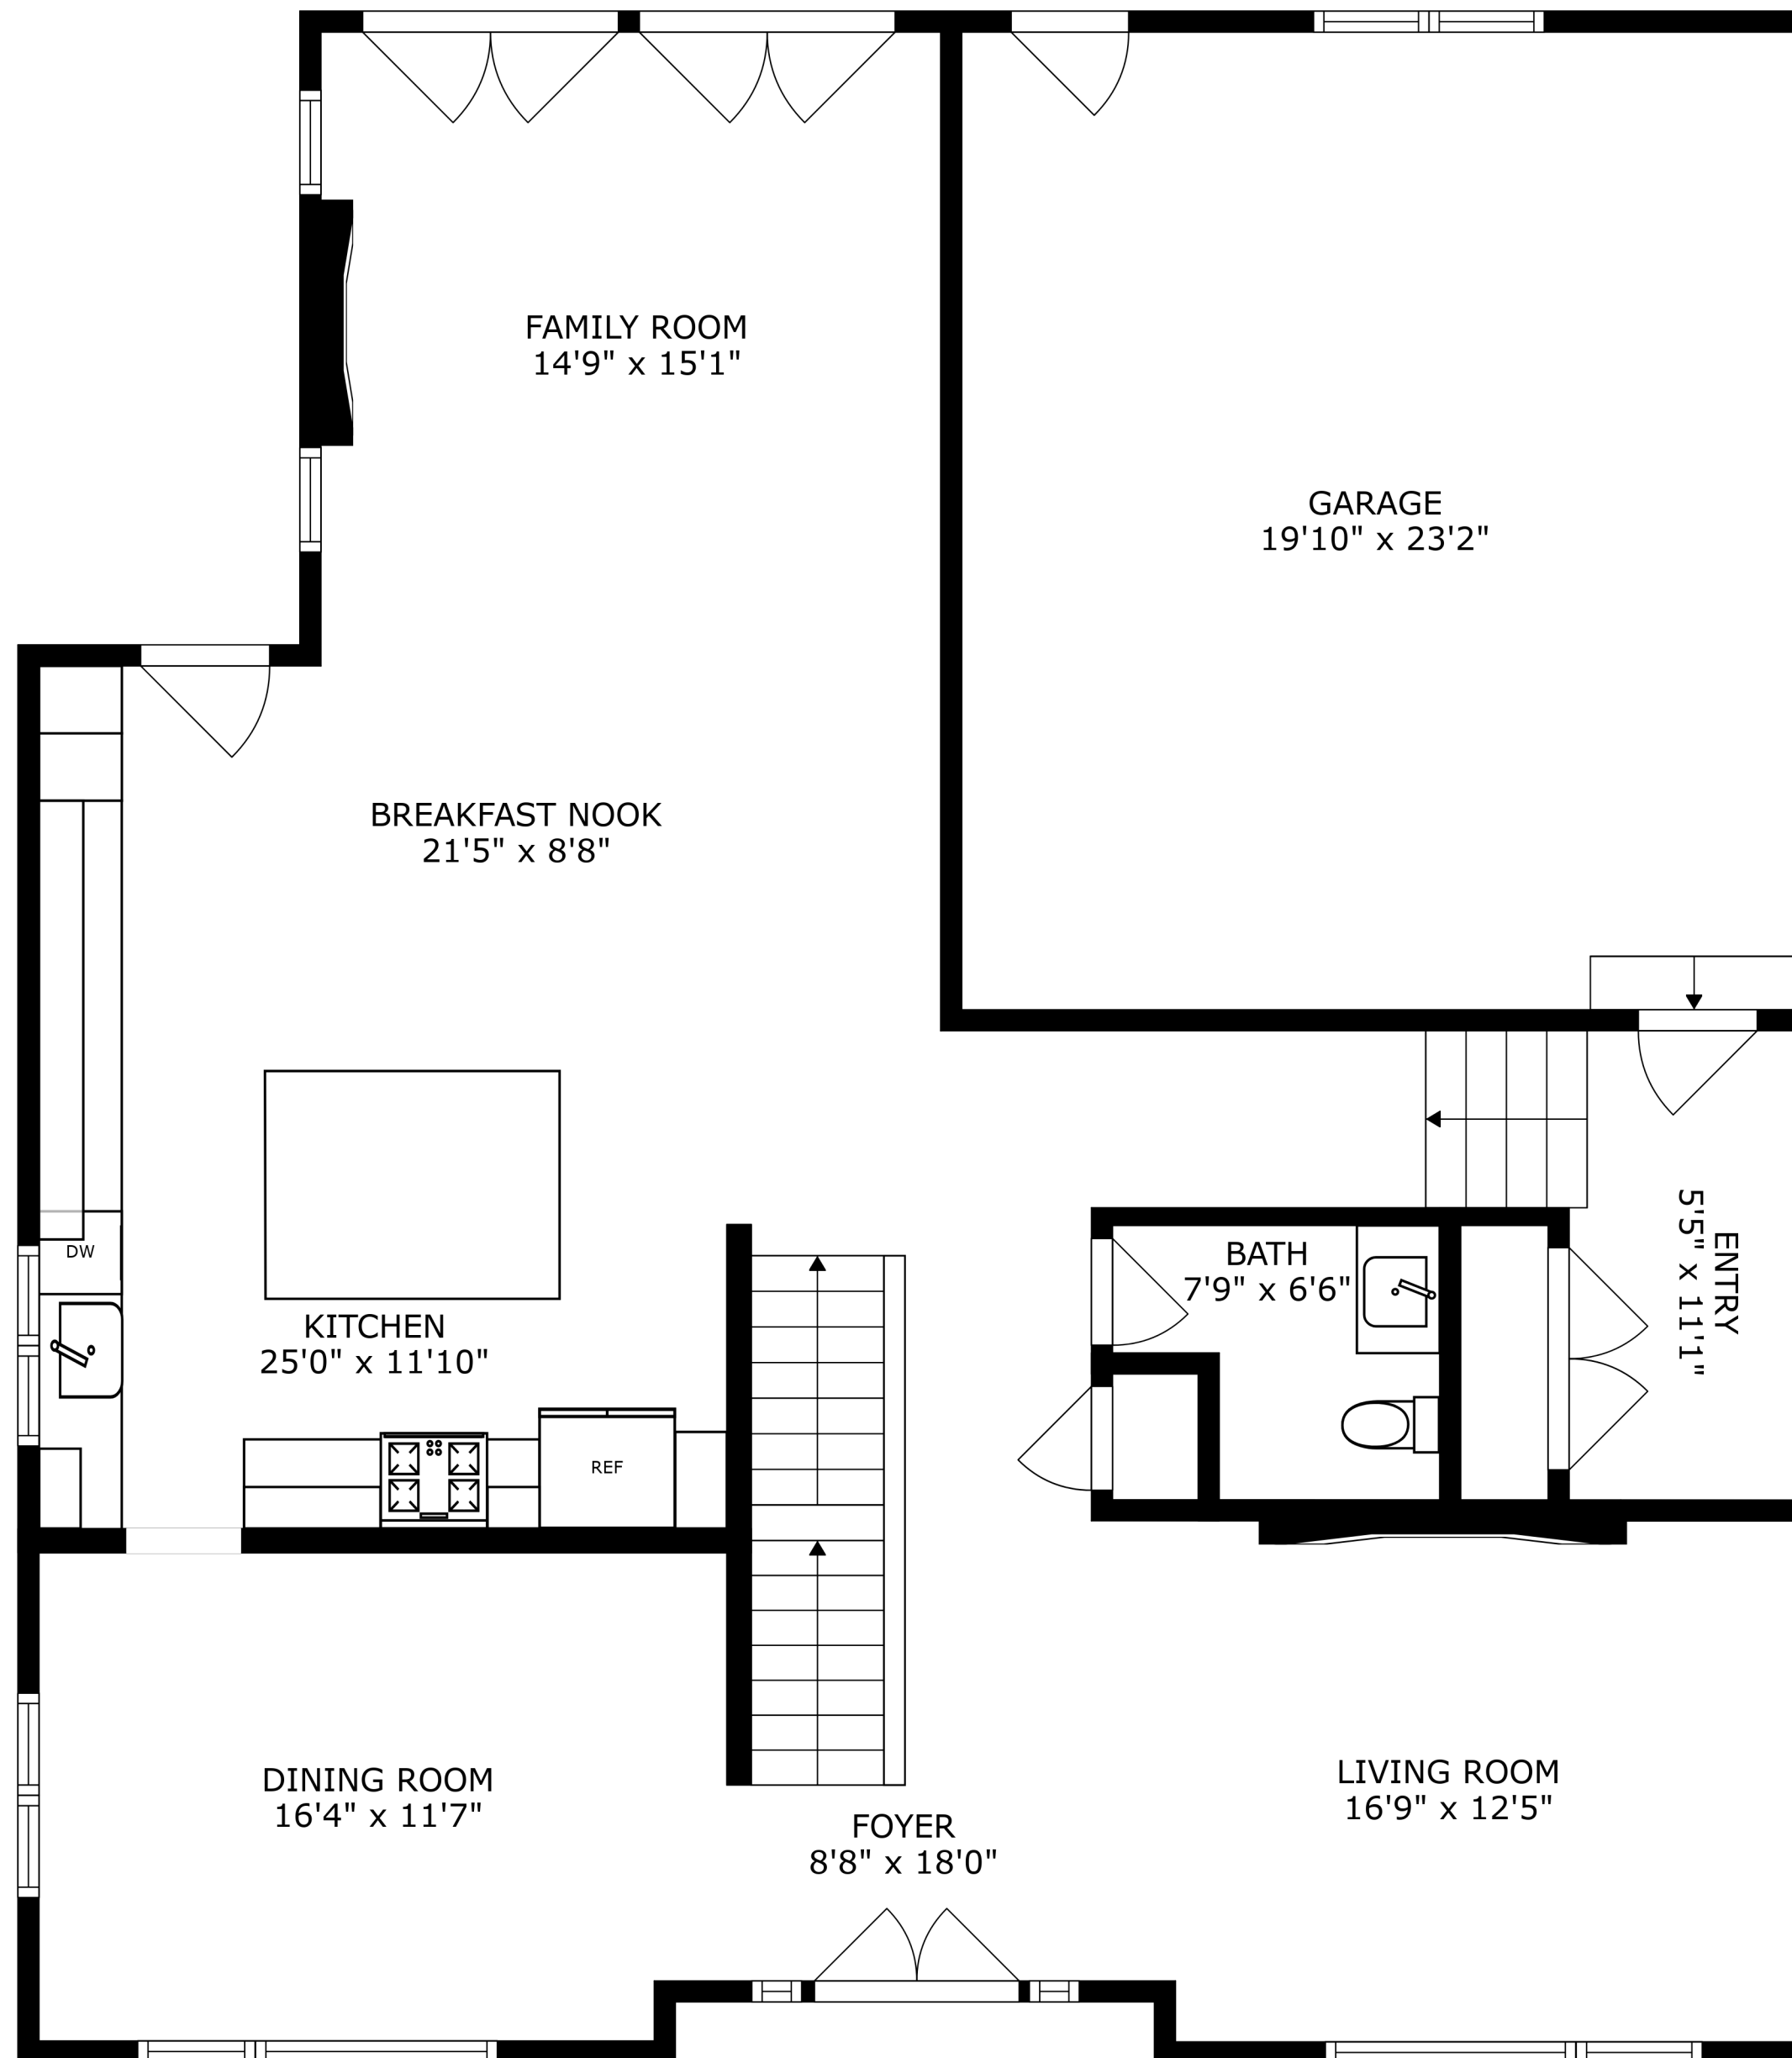 FAMILY ROOM
14'9" x 15'1"
GARAGE
19'10" x 23'2"
BREAKFAST NOOK
21'5" x 8'8"
DW
KITCHEN
25'0" x 11'10"
REF
BATH
7'9" x 6'6"
ENTRY
5'5" x 11'1"
DINING ROOM
16'4" x 11'7"
FOYER
8'8" x 18'0"
LIVING ROOM
16'9" x 12'5"